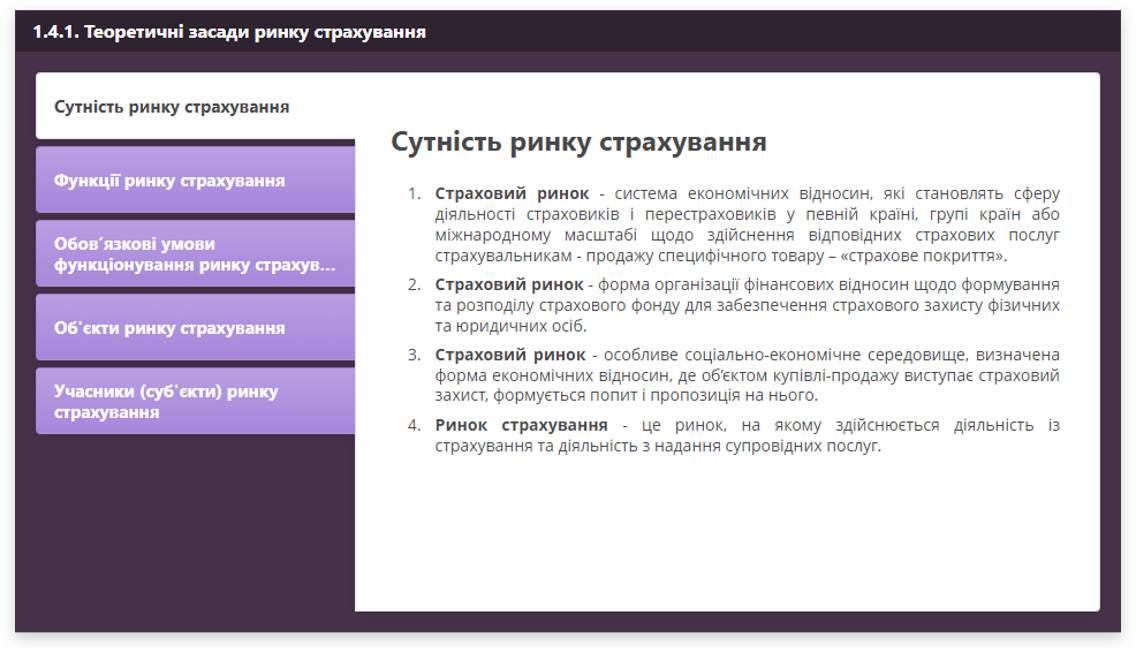 1.4.1. Теоретичні засади ринку страхування
Сутність ринку страхування
Функції ринку страхування
Обов´язкові умови
функціонування ринку страхув...
Об'єкти ринку страхування
Учасники (суб'єкти) ринку
страхування
Сутність ринку страхування
1. Страховий ринок - система економічних відносин, які становлять сферу
діяльності страховиків і перестраховиків у певній країні, групі країн або
міжнародному масштабі щодо здійснення відповідних страхових послуг
страхувальникам - продажу специфічного товару – «страхове покриття».
2. Страховий ринок - форма організації фінансових відносин щодо формування
та розподілу страхового фонду для забезпечення страхового захисту фізичних
та юридичних осіб.
3. Страховий ринок - особливе соціально-економічне середовище, визначена
форма економічних відносин, де об’єктом купівлі-продажу виступає страховий
захист, формується попит і пропозиція на нього.
4. Ринок страхування - це ринок, на якому здійснюється діяльність із
страхування та діяльність з надання супровідних послуг.